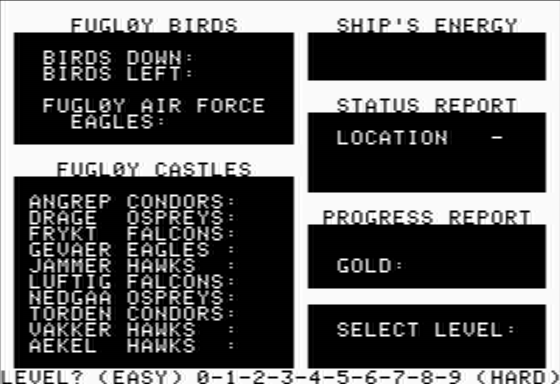 FUGLØY BIRDS
BIRDS DOWN:
BIRDS LEFT:
FUGLØY AIR FORCE
EAGLES:
FUGLØY CASTLES
ANGREP CONDORS:
DRAGE OSPREYS:
FRYKT FALCONS:
GEVAER EAGLES :
JAMMER HAWKS :
LUFTIG FALCONS:
NEDGAA OSPREYS:
TORDEN CONDORS:
VAKKER HAWKS :
AEKEL HAWKS :
SHIP'S ENERGY
STATUS REPORT
LOCATION -
PROGRESS REPORT
GOLD:
SELECT LEVEL:
LEVEL? (EASY) 0-1-2-3-4-5-6-7-8-9 (HARD)